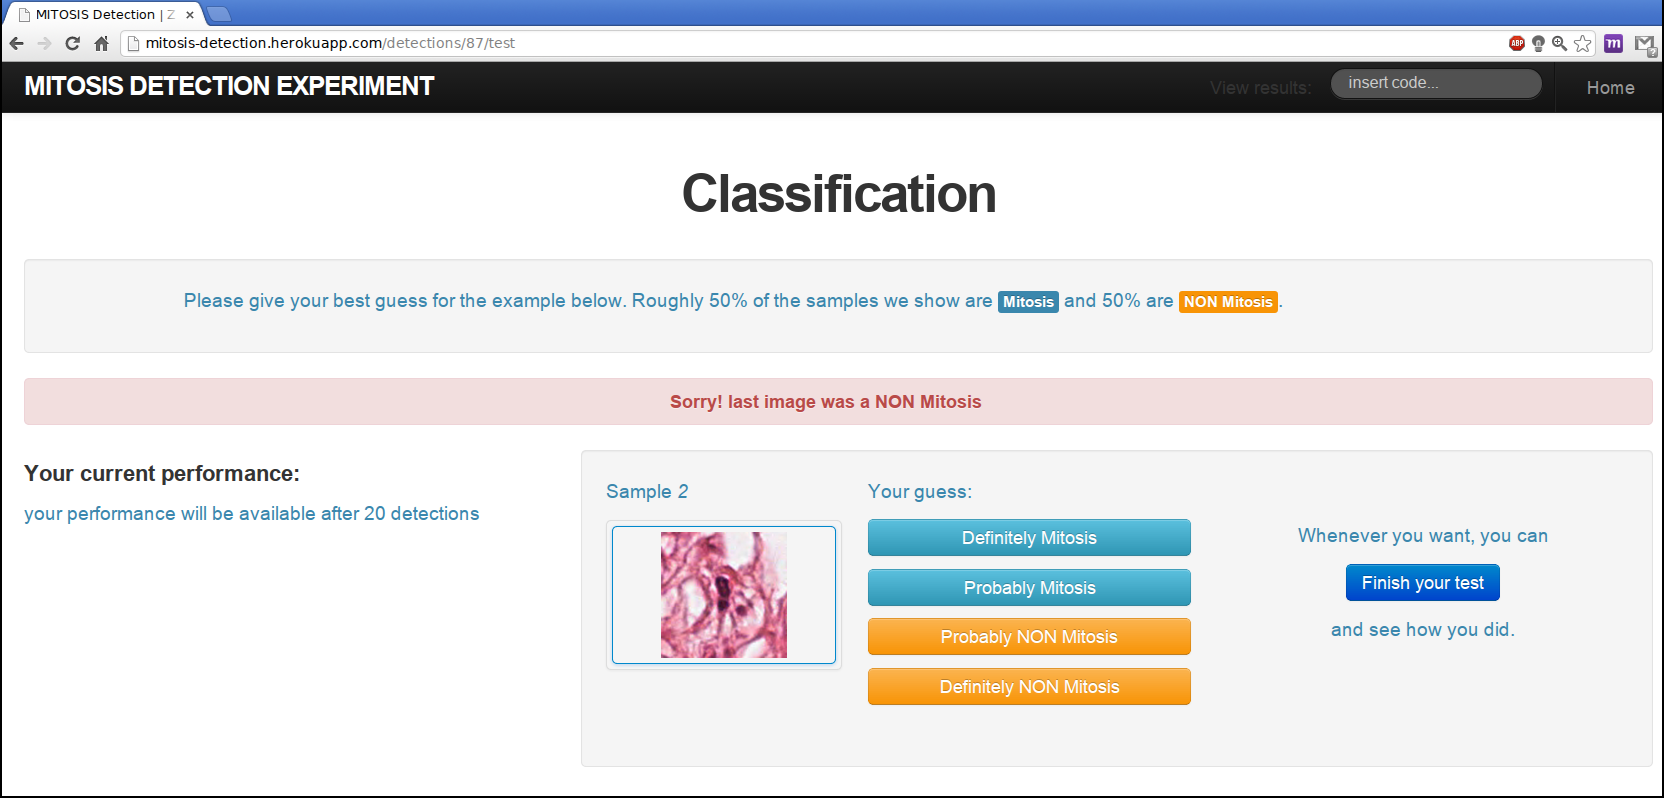 MITOSIS Detection | Z
mitosis-detection.herokuapp.com/detections/87/test
ABP
m
?
MITOSIS DETECTION EXPERIMENT
View results:
insert code...
Home
Classification
Please give your best guess for the example below. Roughly 50% of the samples we show are Mitosis and 50% are NON Mitosis.
Sorry! last image was a NON Mitosis
Your current performance:
your performance will be available after 20 detections
Sample 2
Your guess:
Definitely Mitosis
Probably Mitosis
Probably NON Mitosis
Definitely NON Mitosis
Whenever you want, you can
Finish your test
and see how you did.